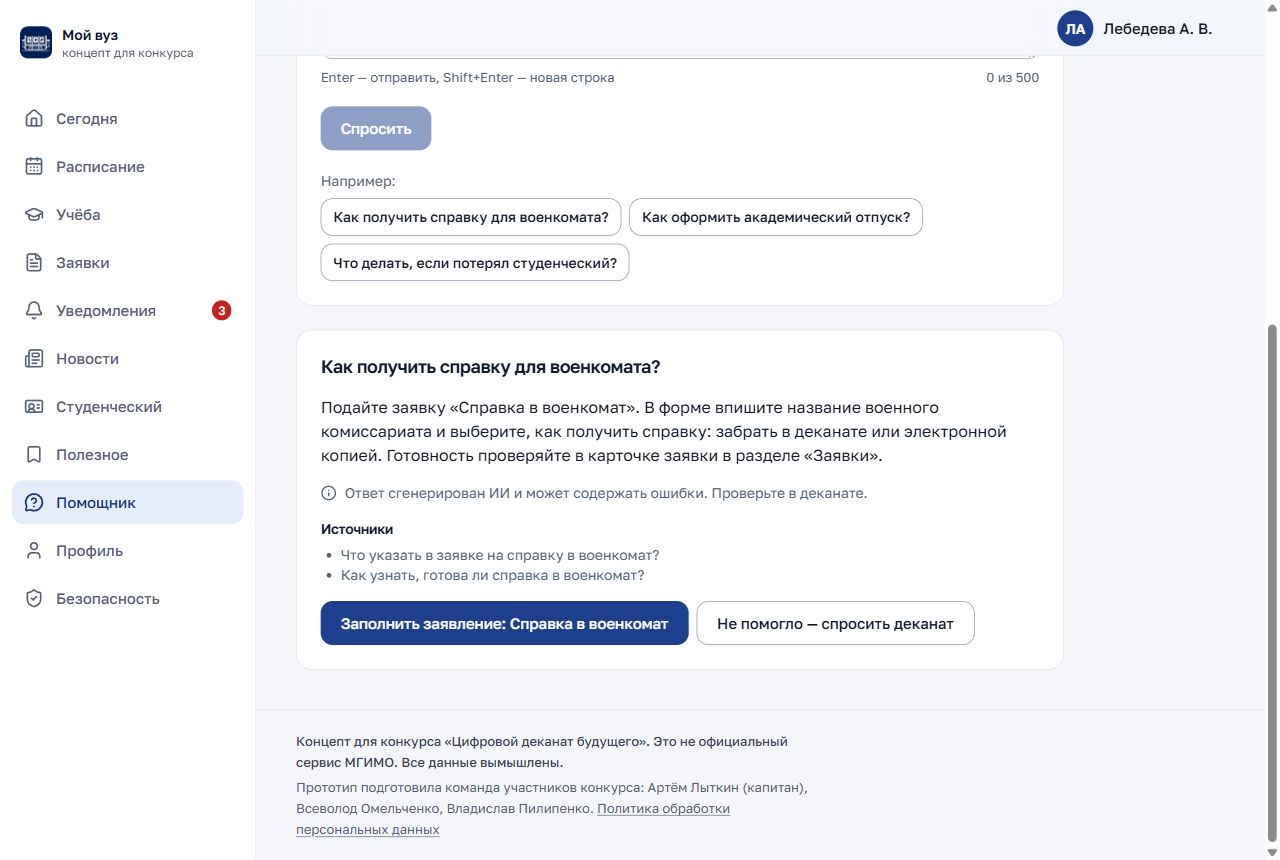 Мой вуз
концепт для конкурса
ЛА
Лебедева А. В.
Сегодня
Расписание
Учёба
Заявки
Уведомления
3
Новости
Студенческий
Полезное
Помощник
Профиль
Безопасность
Enter — отправить, Shift+Enter — новая строка
0 из 500
Спросить
Например:
Как получить справку для военкомата?
Как оформить академический отпуск?
Что делать, если потерял студенческий?
Как получить справку для военкомата?
Подайте заявку «Справка в военкомат». В форме впишите название военного
комиссариата и выберите, как получить справку: забрать в деканате или электронной
копией. Готовность проверяйте в карточке заявки в разделе «Заявки».
Ответ сгенерирован ИИ и может содержать ошибки. Проверьте в деканате.
Источники
• Что указать в заявке на справку в военкомат?
• Как узнать, готова ли справка в военкомат?
Заполнить заявление: Справка в военкомат
Не помогло — спросить деканат
Концепт для конкурса «Цифровой деканат будущего». Это не официальный
сервис МГИМО. Все данные вымышлены.
Прототип подготовила команда участников конкурса: Артём Лыткин (капитан),
Всеволод Омельченко, Владислав Пилипенко. Политика обработки
персональных данных